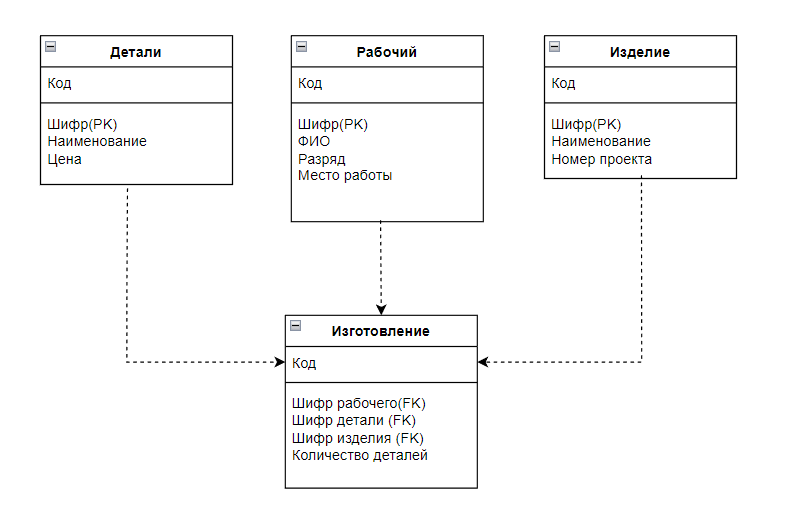 Детали
Код
Шифр(PK)
Наименование
Цена
Рабочий
Код
Шифр(PK)
ФИО
Разряд
Место работы
Изделие
Код
Шифр(PK)
Наименование
Номер проекта
Изготовление
Код
Шифр рабочего(FK)
Шифр детали (FK)
Шифр изделия (FK)
Количество деталей